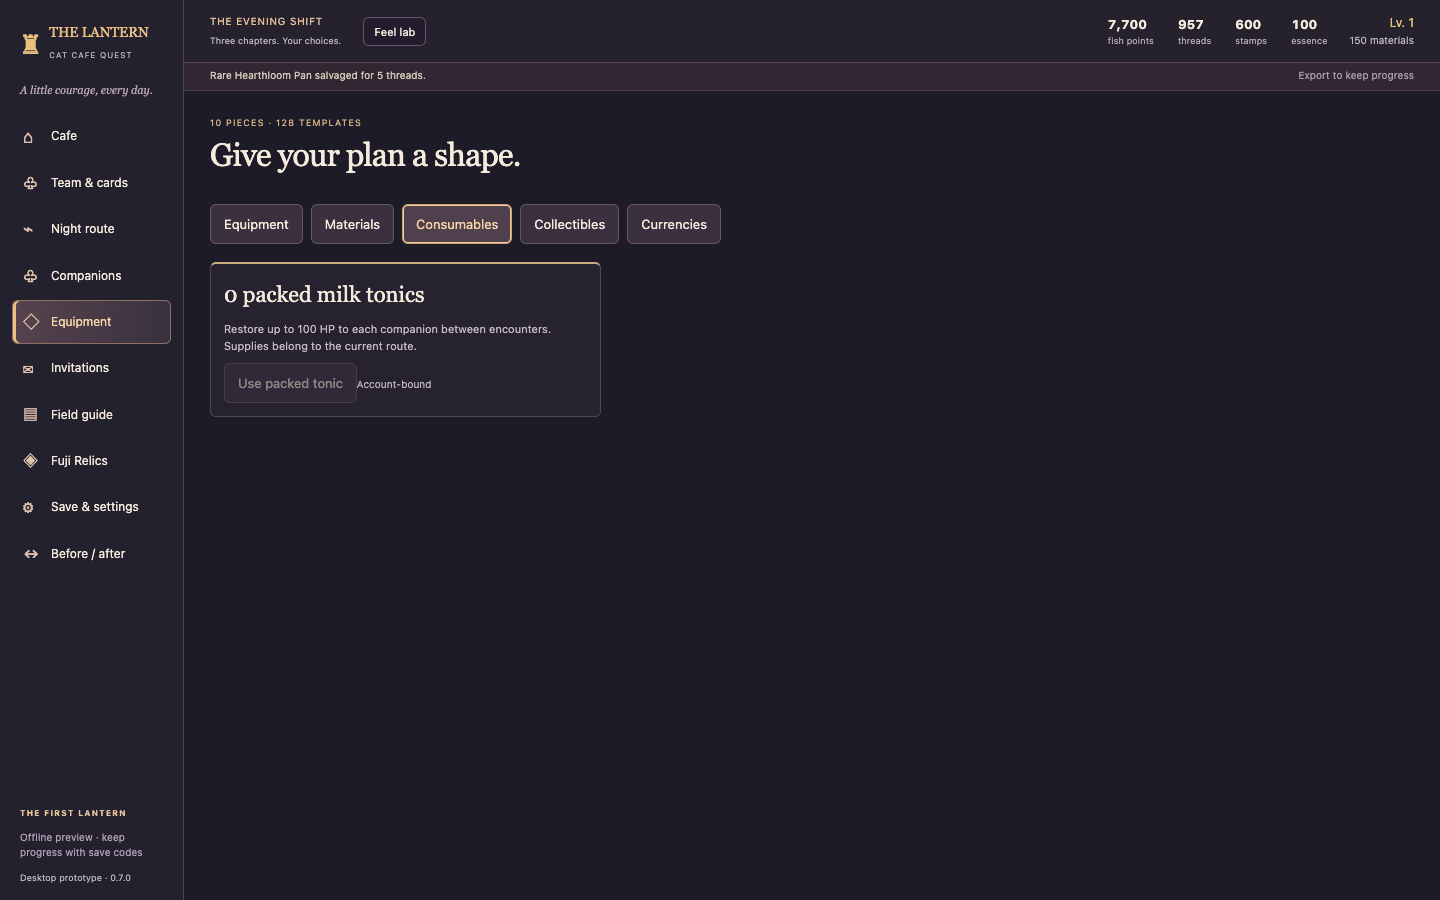 THE LANTERN
CAT CAFE QUEST
A little courage, every day.
Cafe
Team & cards
Night route
Companions
Equipment
Invitations
Field guide
Fuji Relics
Save & settings
Before / after
THE FIRST LANTERN
Offline preview · keep
progress with save codes
Desktop prototype · 0.7.0
THE EVENING SHIFT
Three chapters. Your choices.
Feel lab
7,700
fish points
957
threads
600
stamps
100
essence
Lv. 1
150 materials
Rare Hearthloom Pan salvaged for 5 threads.
Export to keep progress
10 PIECES · 128 TEMPLATES
Give your plan a shape.
Equipment
Materials
Consumables
Collectibles
Currencies
0 packed milk tonics
Restore up to 100 HP to each companion between encounters.
Supplies belong to the current route.
Use packed tonic
Account-bound